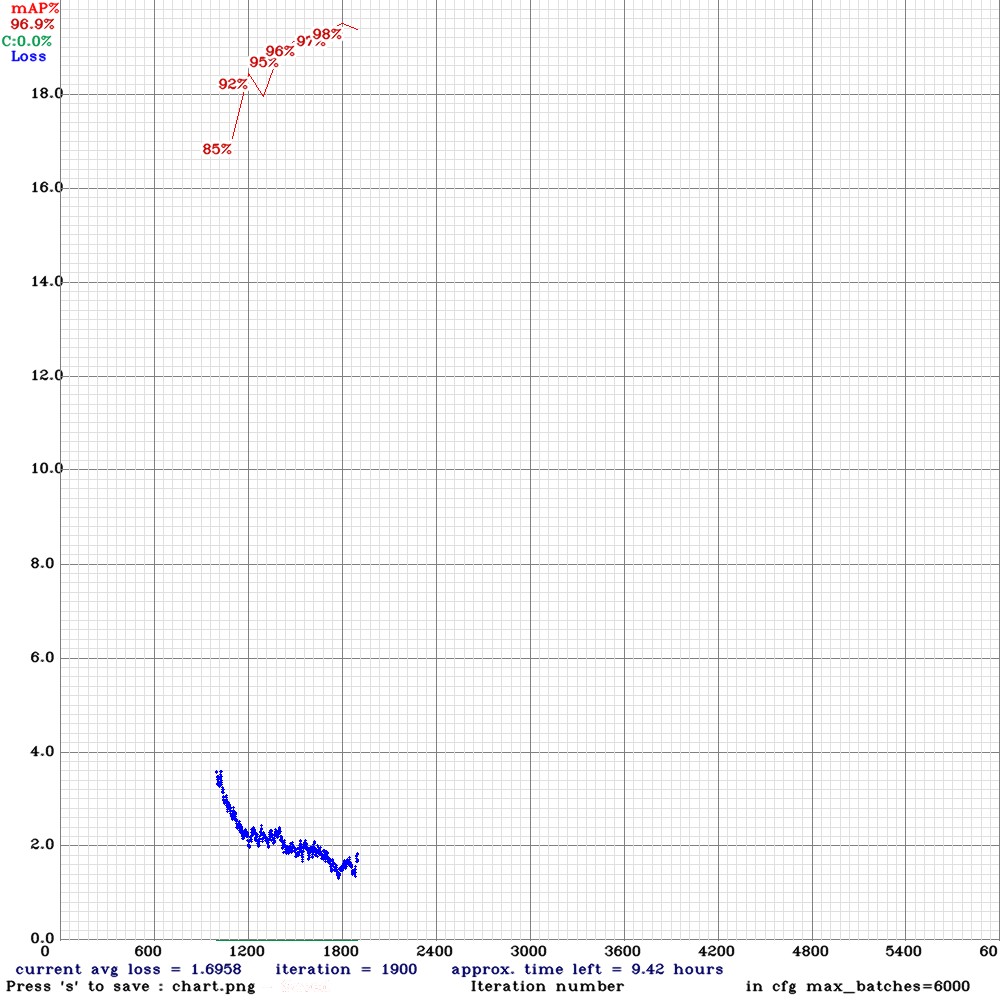 mAP%
96.9%
C:0.0%
Loss
98%
97%
96%
95%
92%
85%
18.0
16.0
14.0
12.0
10.0
8.0
6.0
4.0
2.0
0.0
0 600 1200 1800 2400 3000 3600 4200 4800 5400 60
current avg loss = 1.6958 iteration = 1900 approx. time left = 9.42 hours
Press 's' to save : chart.png Iteration number in cfg max_batches=6000